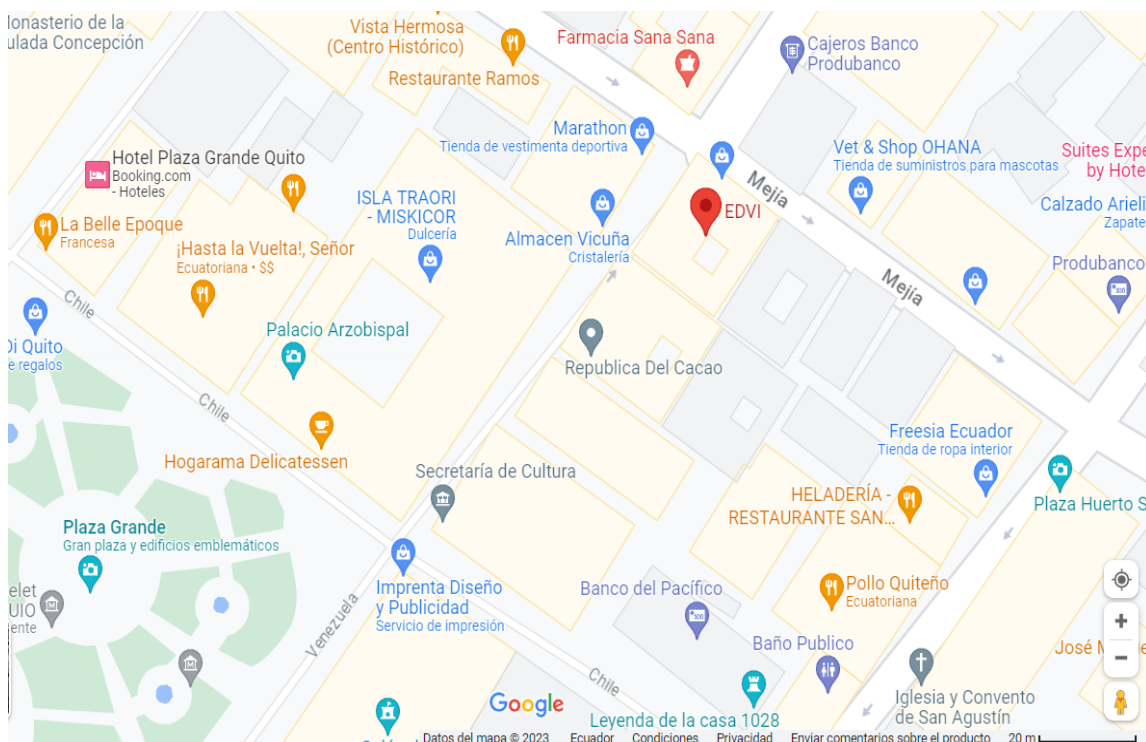 Monasterio de la
ulada Concepción
Vista Hermosa
(Centro Histórico)
Restaurante Ramos
Farmacia Sana Sana
Cajeros Banco
Produbanco
Marathon
Tienda de vestimenta deportiva
Vet & Shop OHANA
Tienda de suministros para mascotas
Suites Expe
by Hote
Hotel Plaza Grande Quito
Booking.com
- Hoteles
Mejía
ISLA TRAORI
- MISKICOR
Dulcería
EDVI
Calzado Arieli
Zapate
La Belle Epoque
Francesa
Almacen Vicuña
Cristalería
¡Hasta la Vuelta!, Señor
Ecuatoriana • $$
Produbanco
Mejía
Chile
Palacio Arzobispal
Di Quito
e regalos
Republica Del Cacao
Chile
Freesia Ecuador
Tienda de ropa interior
Hogarama Delicatessen
Secretaría de Cultura
HELADERÍA -
RESTAURANTE SAN...
Plaza Huerto S
Plaza Grande
Gran plaza y edificios emblemáticos
elet
UIO
ente
Imprenta Diseño
y Publicidad
Servicio de impresión
Banco del Pacífico
Pollo Quiteño
Ecuatoriana
Venezuela
Baño Publico
José M
Chile
Iglesia y Convento
de San Agustín
Google
Leyenda de la casa 1028
Datos del mapa © 2023 Ecuador Condiciones Privacidad Enviar comentarios sobre el producto 20 m